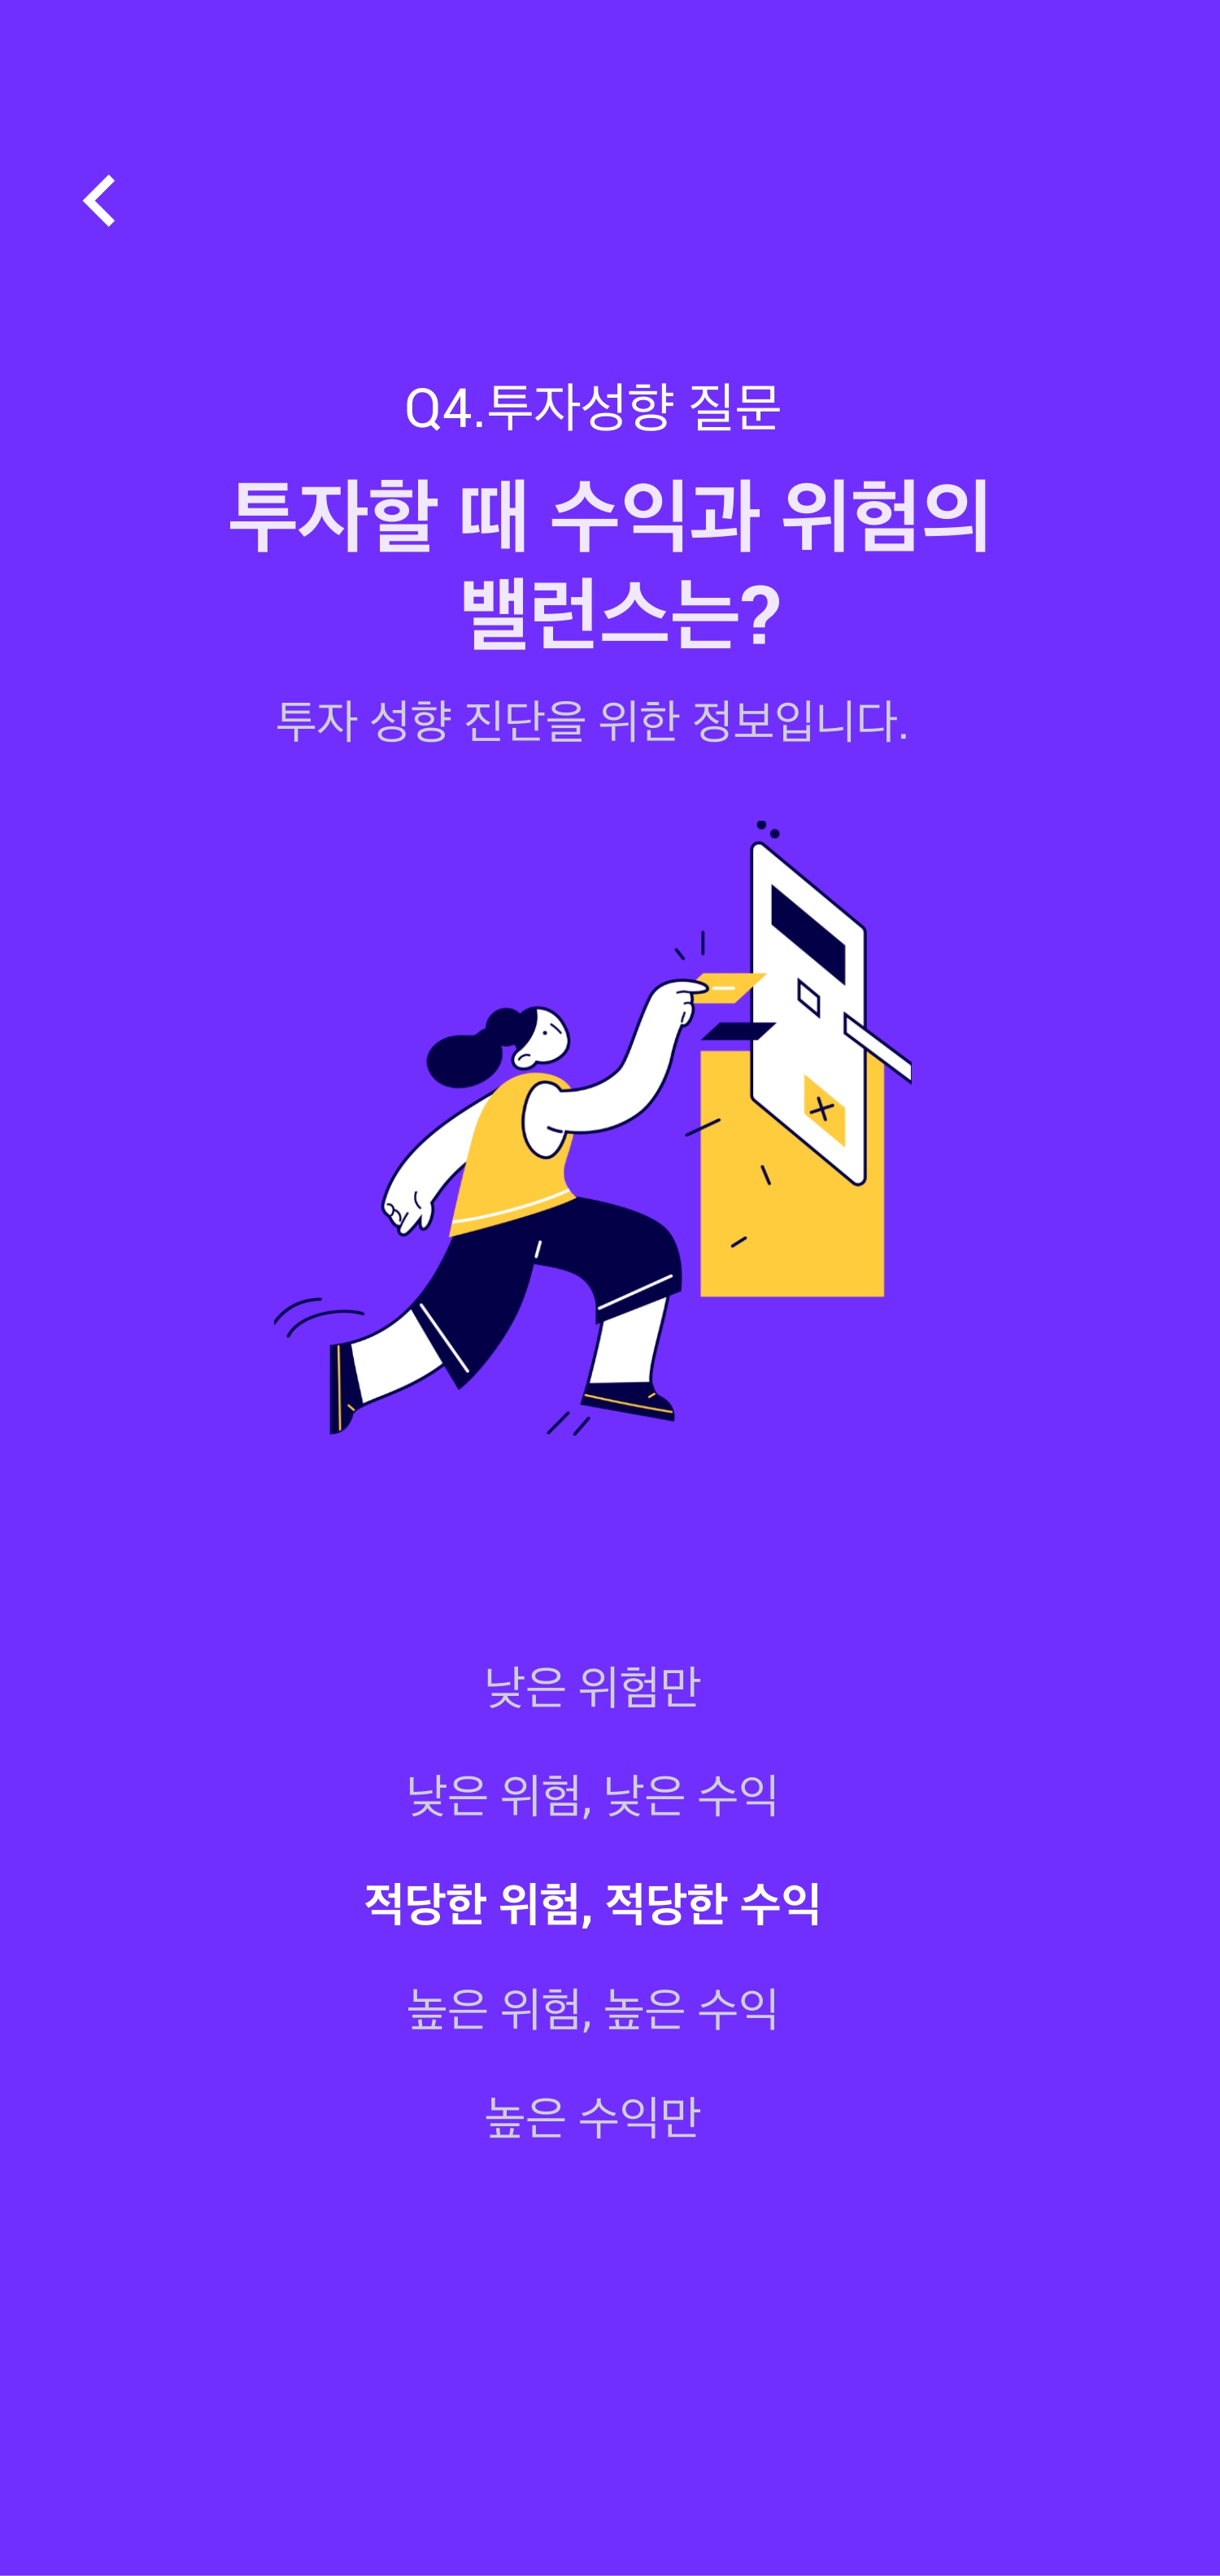 Q4.투자성향 질문
투자할 때 수익과 위험의
밸런스는?
투자 성향 진단을 위한 정보입니다.
낮은 위험만
낮은 위험, 낮은 수익
적당한 위험, 적당한 수익
높은 위험, 높은 수익
높은 수익만